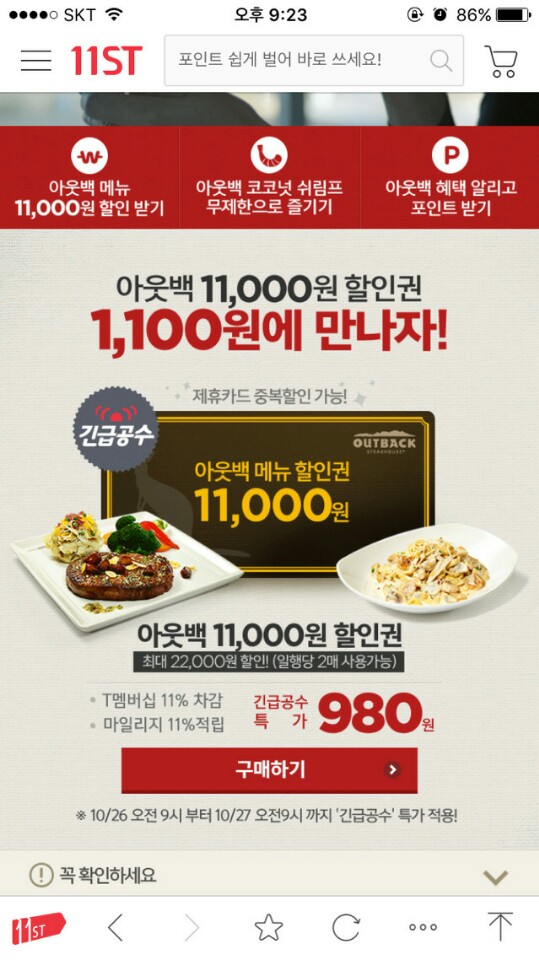 SKT
오후 9:23
86%
11ST
포인트 쉽게 벌어 바로 쓰세요!
아웃백 메뉴
11,000원 할인 받기
아웃백 코코넛 쉬림프
무제한으로 즐기기
P
아웃백 혜택 알리고
포인트 받기
아웃백 11,000원 할인권
1,100원에 만나자!
제휴카드 중복할인 가능!
긴급공수
OUTBACK
STEAKHOUSE
아웃백 메뉴 할인권
11,000원
아웃백 11,000원 할인권
최대 22,000원 할인! (일행당 2매 사용가능)
• T멤버십 11% 차감
• 마일리지 11%적립
긴급공수
특 가
980원
구매하기
※ 10/26 오전 9시 부터 10/27 오전9시 까지 '긴급공수' 특가 적용!
꼭 확인하세요
11ST